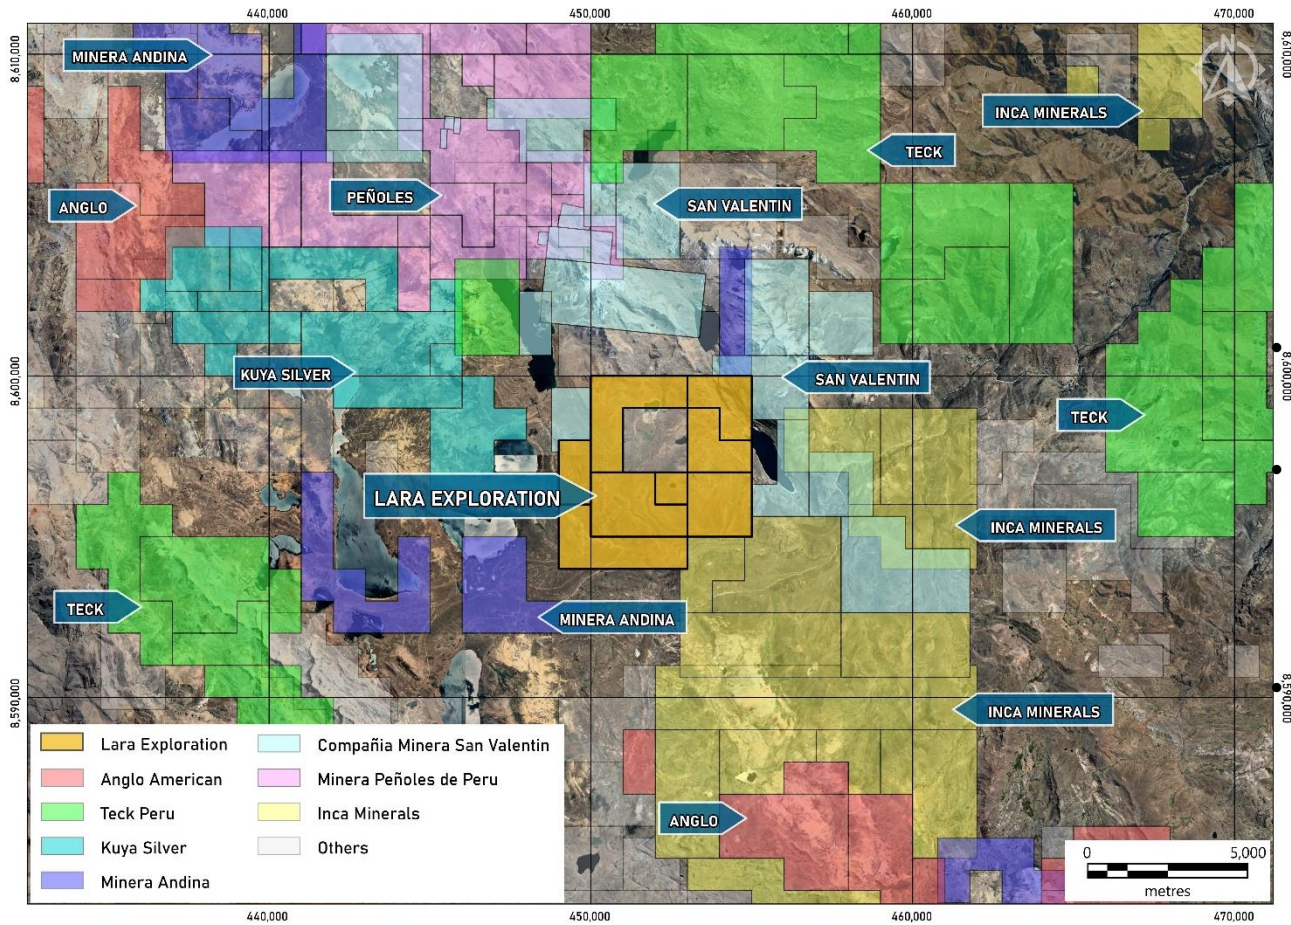 440,000
450,000
460,000
470,000
8,610,000
8,610,000
N
MINERA ANDINA
INCA MINERALS
TECK
PEÑOLES
SAN VALENTIN
ANGLO
KUYA SILVER
SAN VALENTIN
8,600,000
8,600,000
TECK
LARA EXPLORATION
INCA MINERALS
TECK
MINERA ANDINA
8,590,000
8,590,000
INCA MINERALS
ANGLO
Lara Exploration
Anglo American
Teck Peru
Kuya Silver
Minera Andina
Compañia Minera San Valentin
Minera Peñoles de Peru
Inca Minerals
Others
0
5,000
metres
440,000
450,000
460,000
470,000